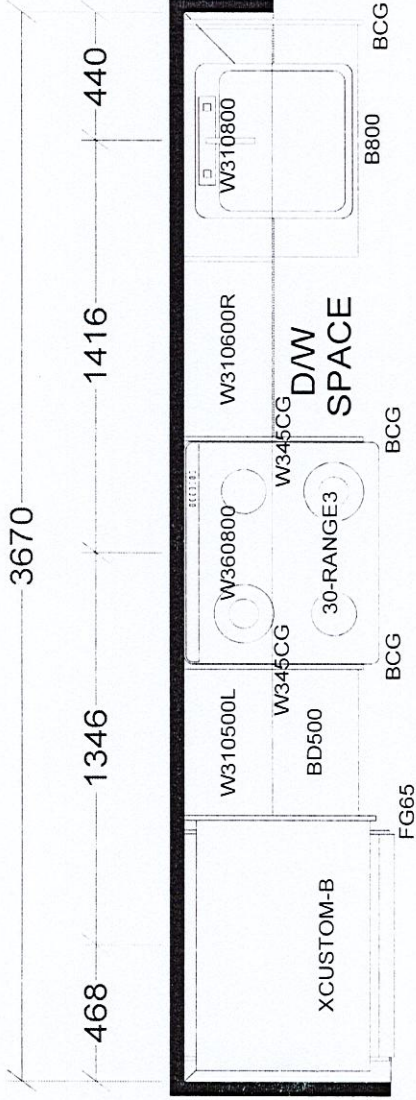 3670
468
1346
1416
440
XCUSTOM-B
FG65
W310500L
BD500
W345CG
BCG
W360800
30-RANGE3
W345CG
BCG
W310600R
D/W
SPACE
W310800
B800
BCG